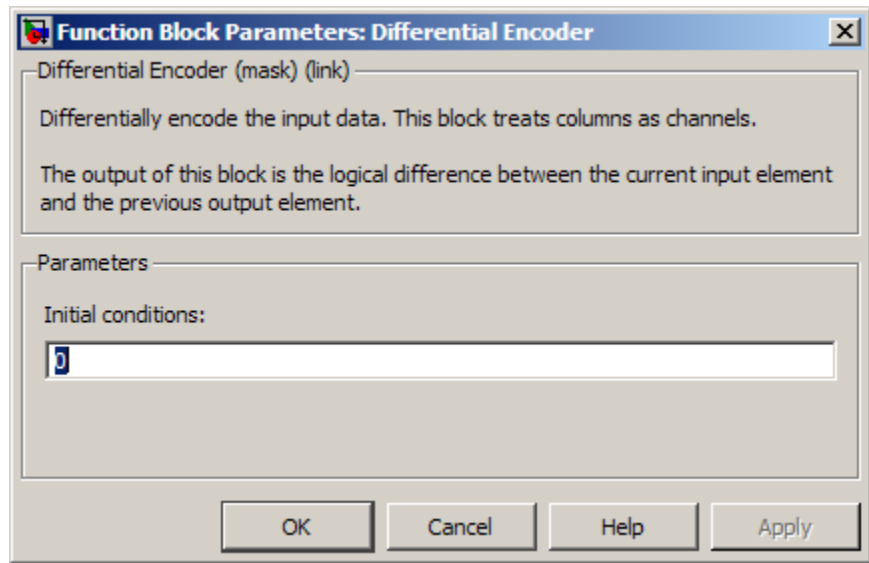 Function Block Parameters: Differential Encoder
Differential Encoder (mask) (link)
Differentially encode the input data. This block treats columns as channels.
The output of this block is the logical difference between the current input element
and the previous output element.
Parameters
Initial conditions:
0
OK
Cancel
Help
Apply